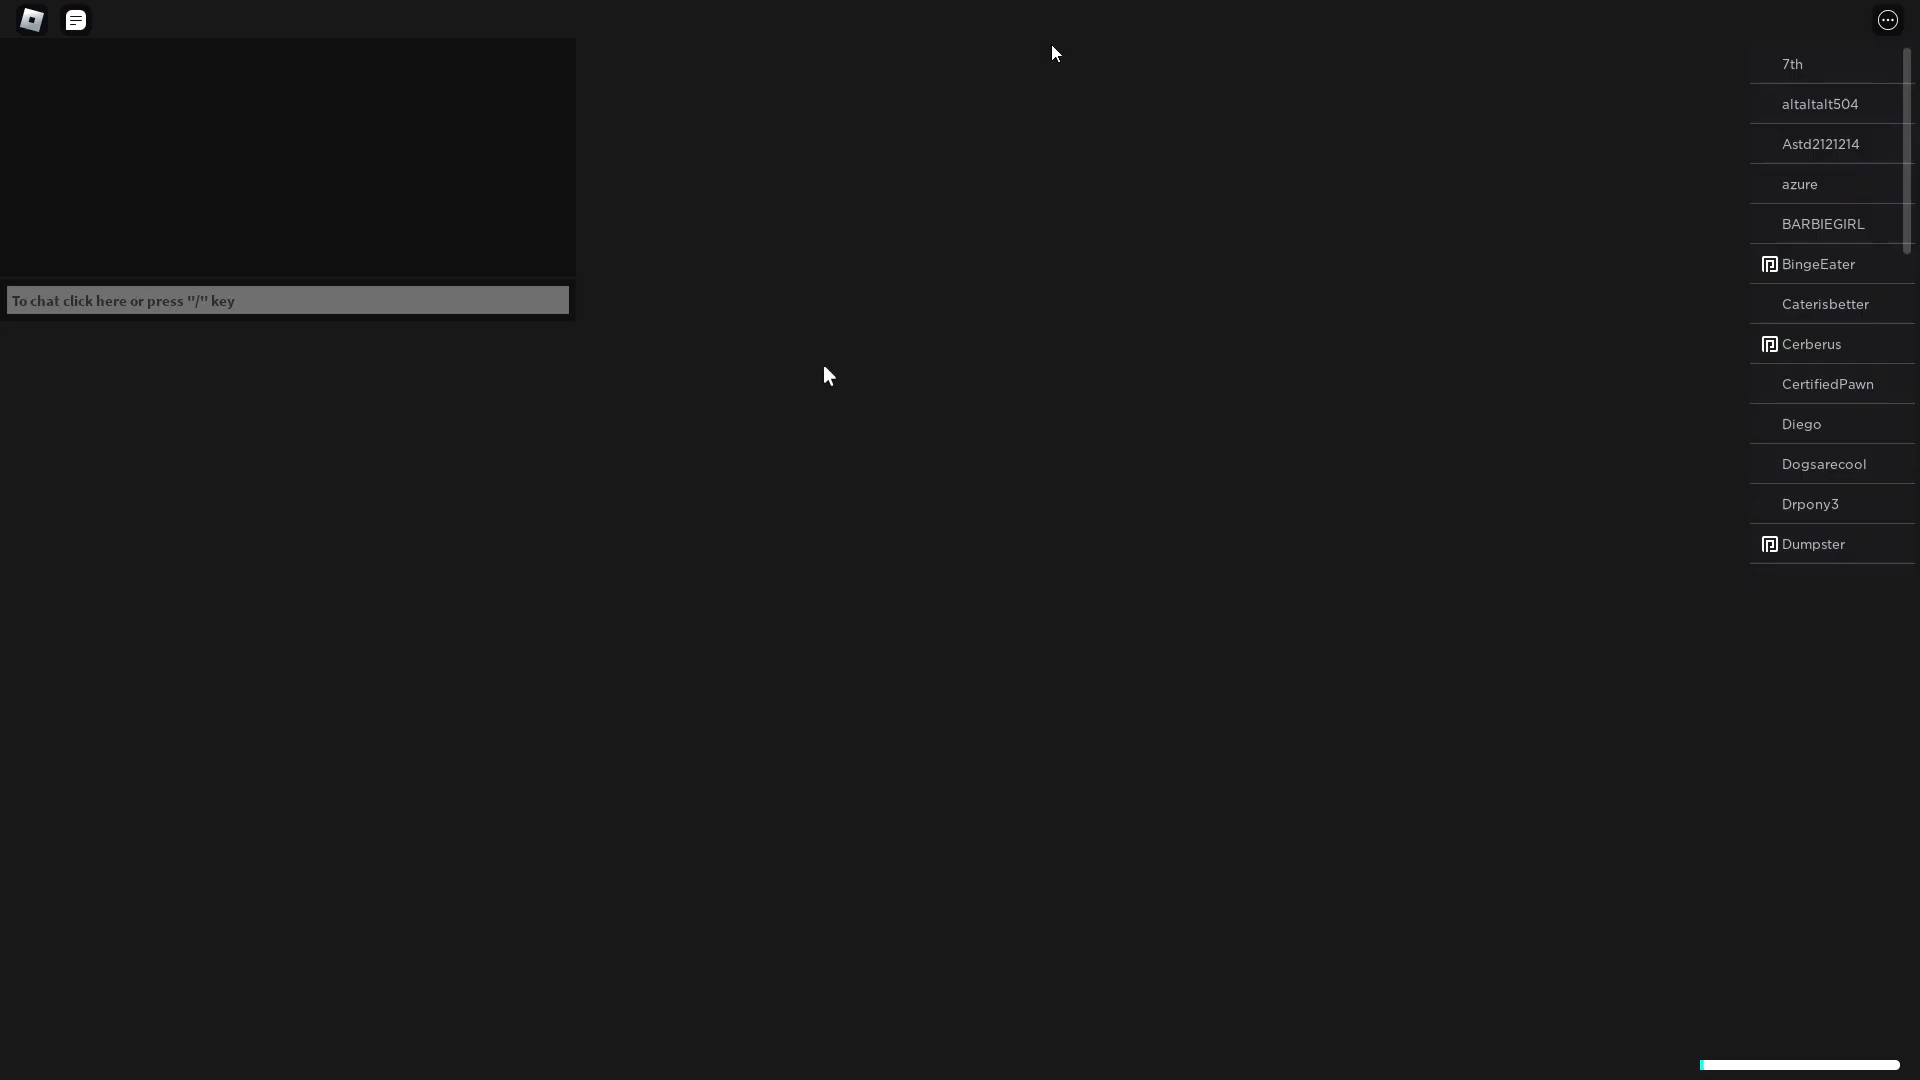 To chat click here or press "/" key
7th
altaltalt504
Astd2121214
azure
BARBIEGIRL
BingeEater
Caterisbetter
Cerberus
CertifiedPawn
Diego
Dogsarecool
Drpony3
Dumpster